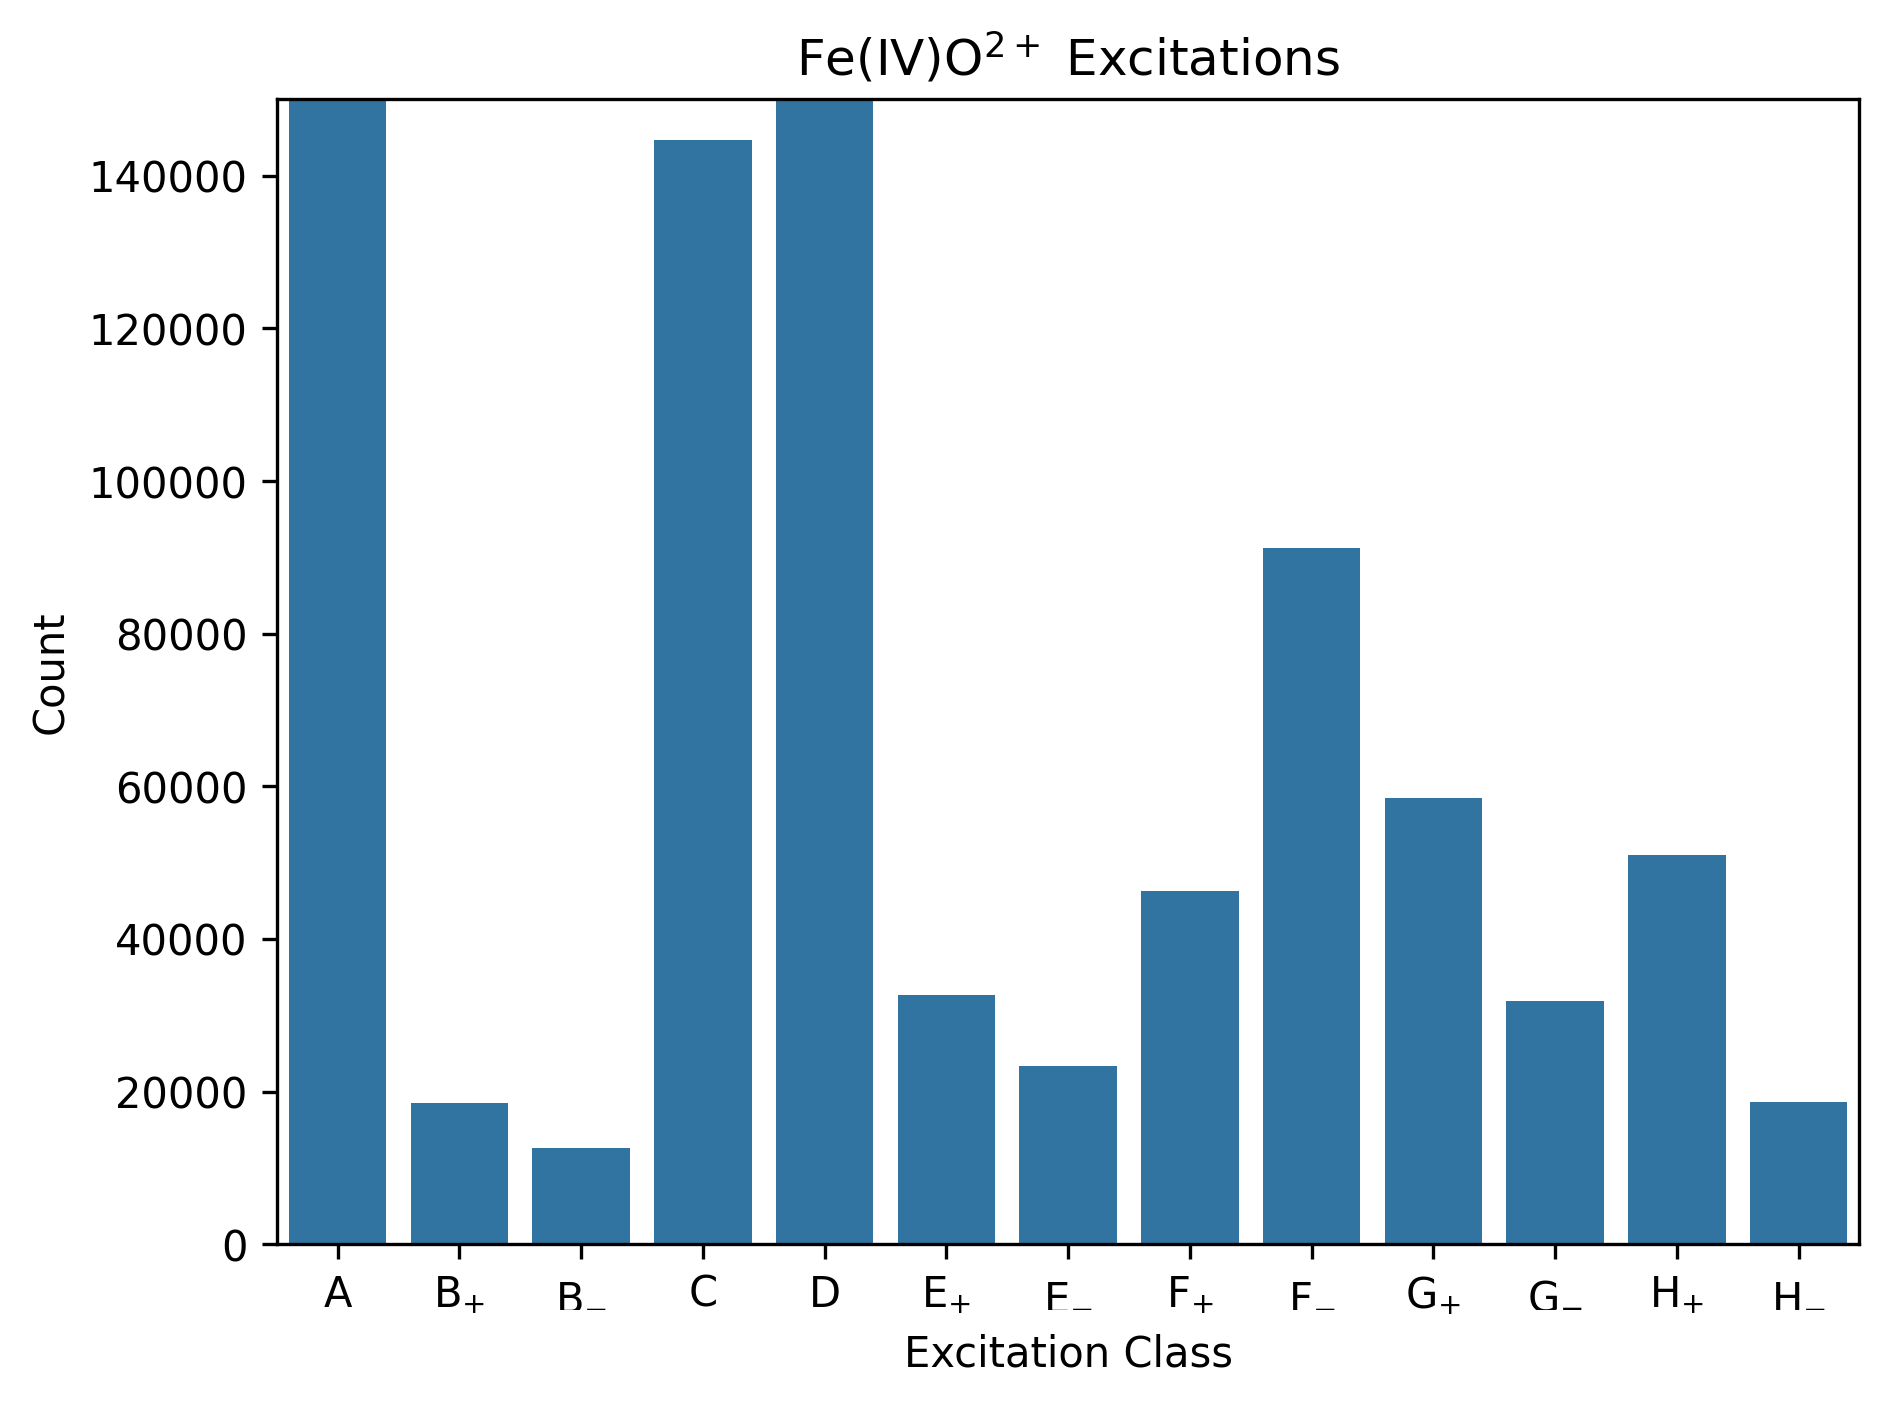 Fe(IV)O²⁺ Excitations
140000
120000
100000
80000
60000
40000
20000
0
Count
A B₊ B₋ C D E₊ E₋ F₊ F₋ G₊ G₋ H₊ H₋
Excitation Class